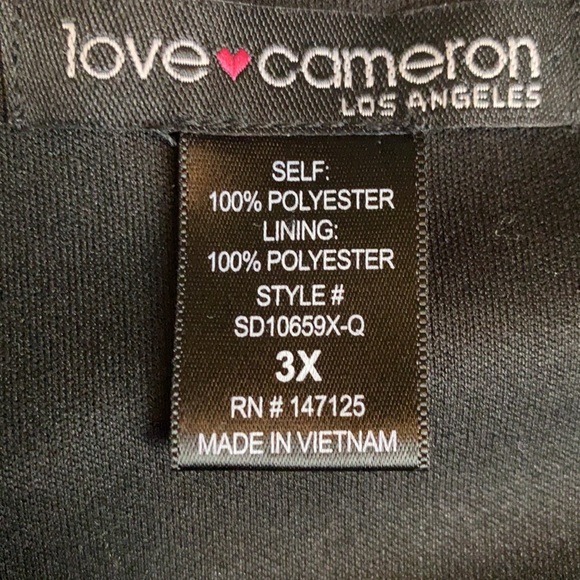 love♥cameron
LOS ANGELES
SELF:
100% POLYESTER
LINING:
100% POLYESTER
STYLE #
SD10659X-Q
3X
RN # 147125
MADE IN VIETNAM